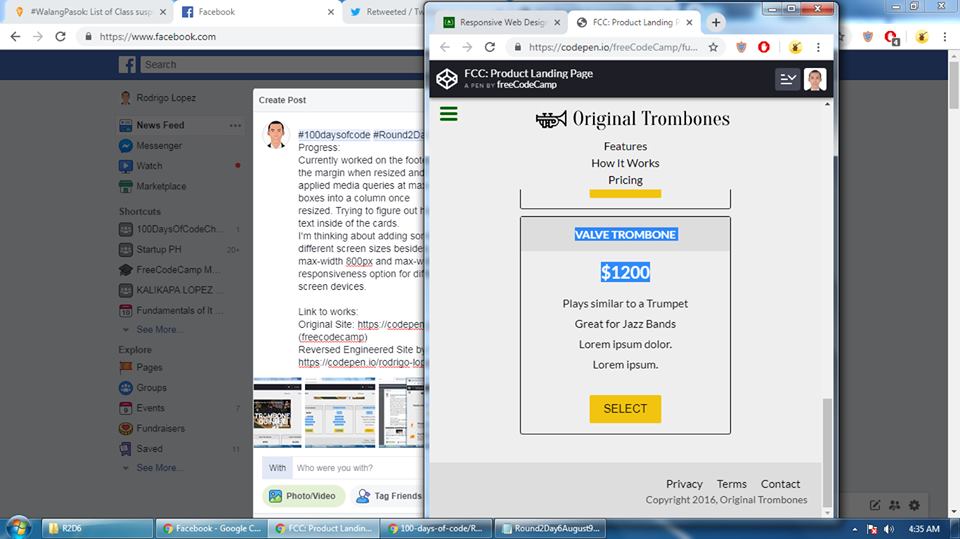 #WalangPasok: List of Class susp
Facebook
Retweeted / Tw
https://www.facebook.com
Search
Rodrigo Lopez
News Feed
Messenger
Watch
Marketplace
Shortcuts
100DaysOfCodeCh... 1
Startup PH 20+
FreeCodeCamp M...
KALIKAPA LOPEZ ...
Fundamentals of It 1
See More...
Explore
Pages
Groups
Events 7
Fundraisers
Saved 9
See More...
Create Post
#100daysofcode #Round2Da
Progress:
Currently worked on the foote
the margin when resized and
applied media queries at max
boxes into a column once
resized. Trying to figure out h
text inside of the cards.
I'm thinking about adding som
different screen sizes beside
max-width 800px and max-w
responsiveness option for dif
screen devices.
Link to works:
Original Site: https://codepen
(freecodecamp)
Reversed Engineered Site by
https://codepen.io/rodrigo-lop
With Who were you with?
Photo/Video
Tag Friends
Responsive Web Design
FCC: Product Landing P
https://codepen.io/freeCodeCamp/fu...
FCC: Product Landing Page
A PEN BY freeCodeCamp
Original Trombones
Features
How It Works
Pricing
VALVE TROMBONE
$1200
Plays similar to a Trumpet
Great for Jazz Bands
Lorem ipsum dolor.
Lorem ipsum.
SELECT
Privacy Terms Contact
Copyright 2016, Original Trombones
4
R2D6
Facebook - Google C...
FCC: Product Landin...
100-days-of-code/R...
Round2Day6August9...
4:35 AM